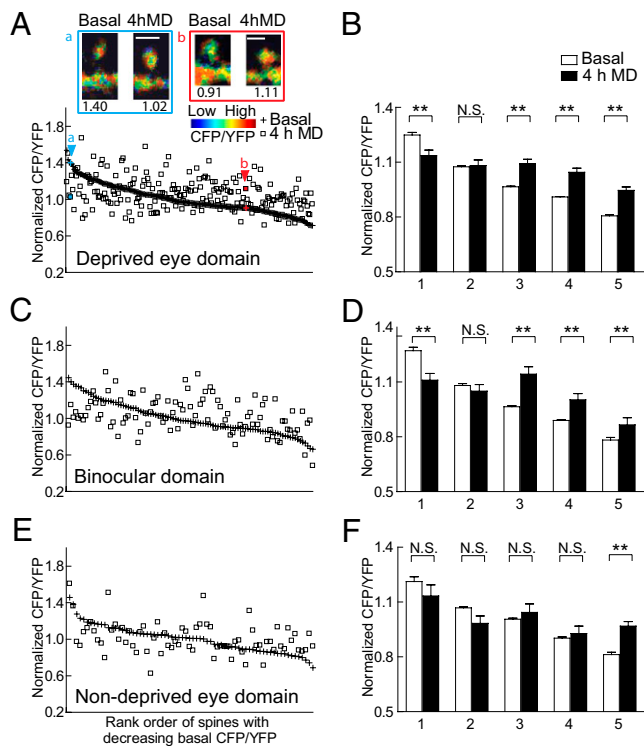 A
Basal 4hMD
a
1.40 1.02
b
Basal 4hMD
0.91 1.11
Low High
CFP/YFP
+ Basal
□ 4 h MD
Normalized CFP/YFP
1.8
1.4
1.0
0.6
0.2
a
b
Deprived eye domain
B
Basal
4 h MD
Normalized CFP/YFP
1.4
1.1
0.8
0.5
** N.S. ** ** **
1 2 3 4 5
C
Normalized CFP/YFP
1.8
1.4
1.0
0.6
0.2
Binocular domain
D
Normalized CFP/YFP
1.4
1.1
0.8
0.5
** N.S. ** ** **
1 2 3 4 5
E
Normalized CFP/YFP
1.8
1.4
1.0
0.6
0.2
Non-deprived eye domain
Rank order of spines with
decreasing basal CFP/YFP
F
Normalized CFP/YFP
1.4
1.1
0.8
0.5
N.S. N.S. N.S. N.S. **
1 2 3 4 5